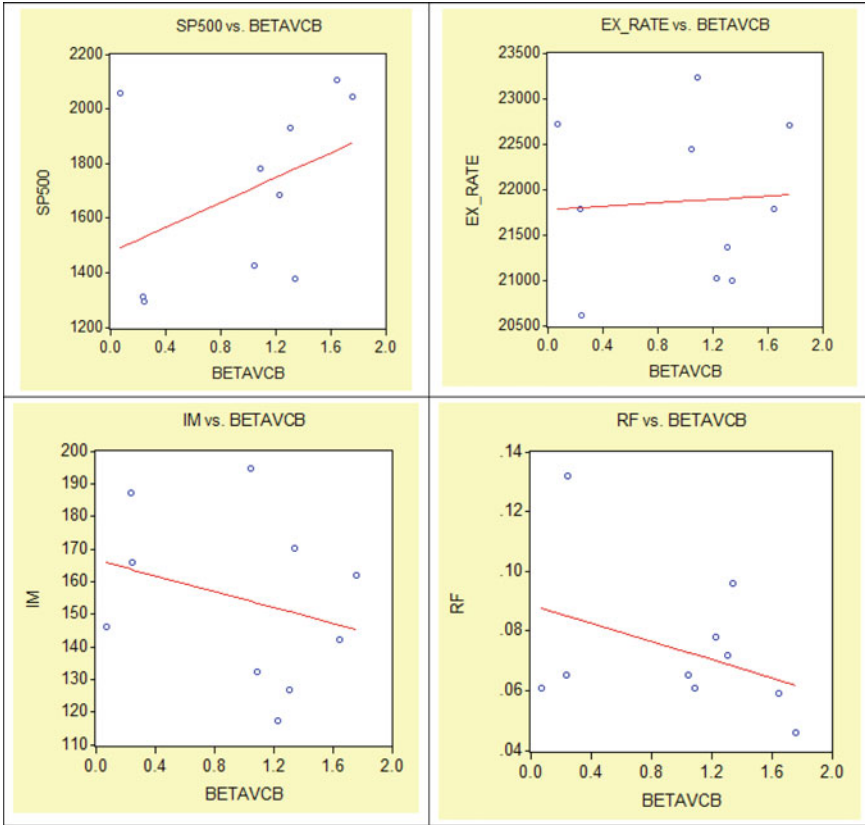 SP500 vs. BETAVCB
2200
2000
1800
1600
1400
1200
SP500
0.0 0.4 0.8 1.2 1.6 2.0
BETAVCB
EX_RATE vs. BETAVCB
23500
23000
22500
22000
21500
21000
20500
EX_RATE
0.0 0.4 0.8 1.2 1.6 2.0
BETAVCB
IM vs. BETAVCB
200
190
180
170
160
150
140
130
120
110
IM
0.0 0.4 0.8 1.2 1.6 2.0
BETAVCB
RF vs. BETAVCB
.14
.12
.10
.08
.06
.04
RF
0.0 0.4 0.8 1.2 1.6 2.0
BETAVCB